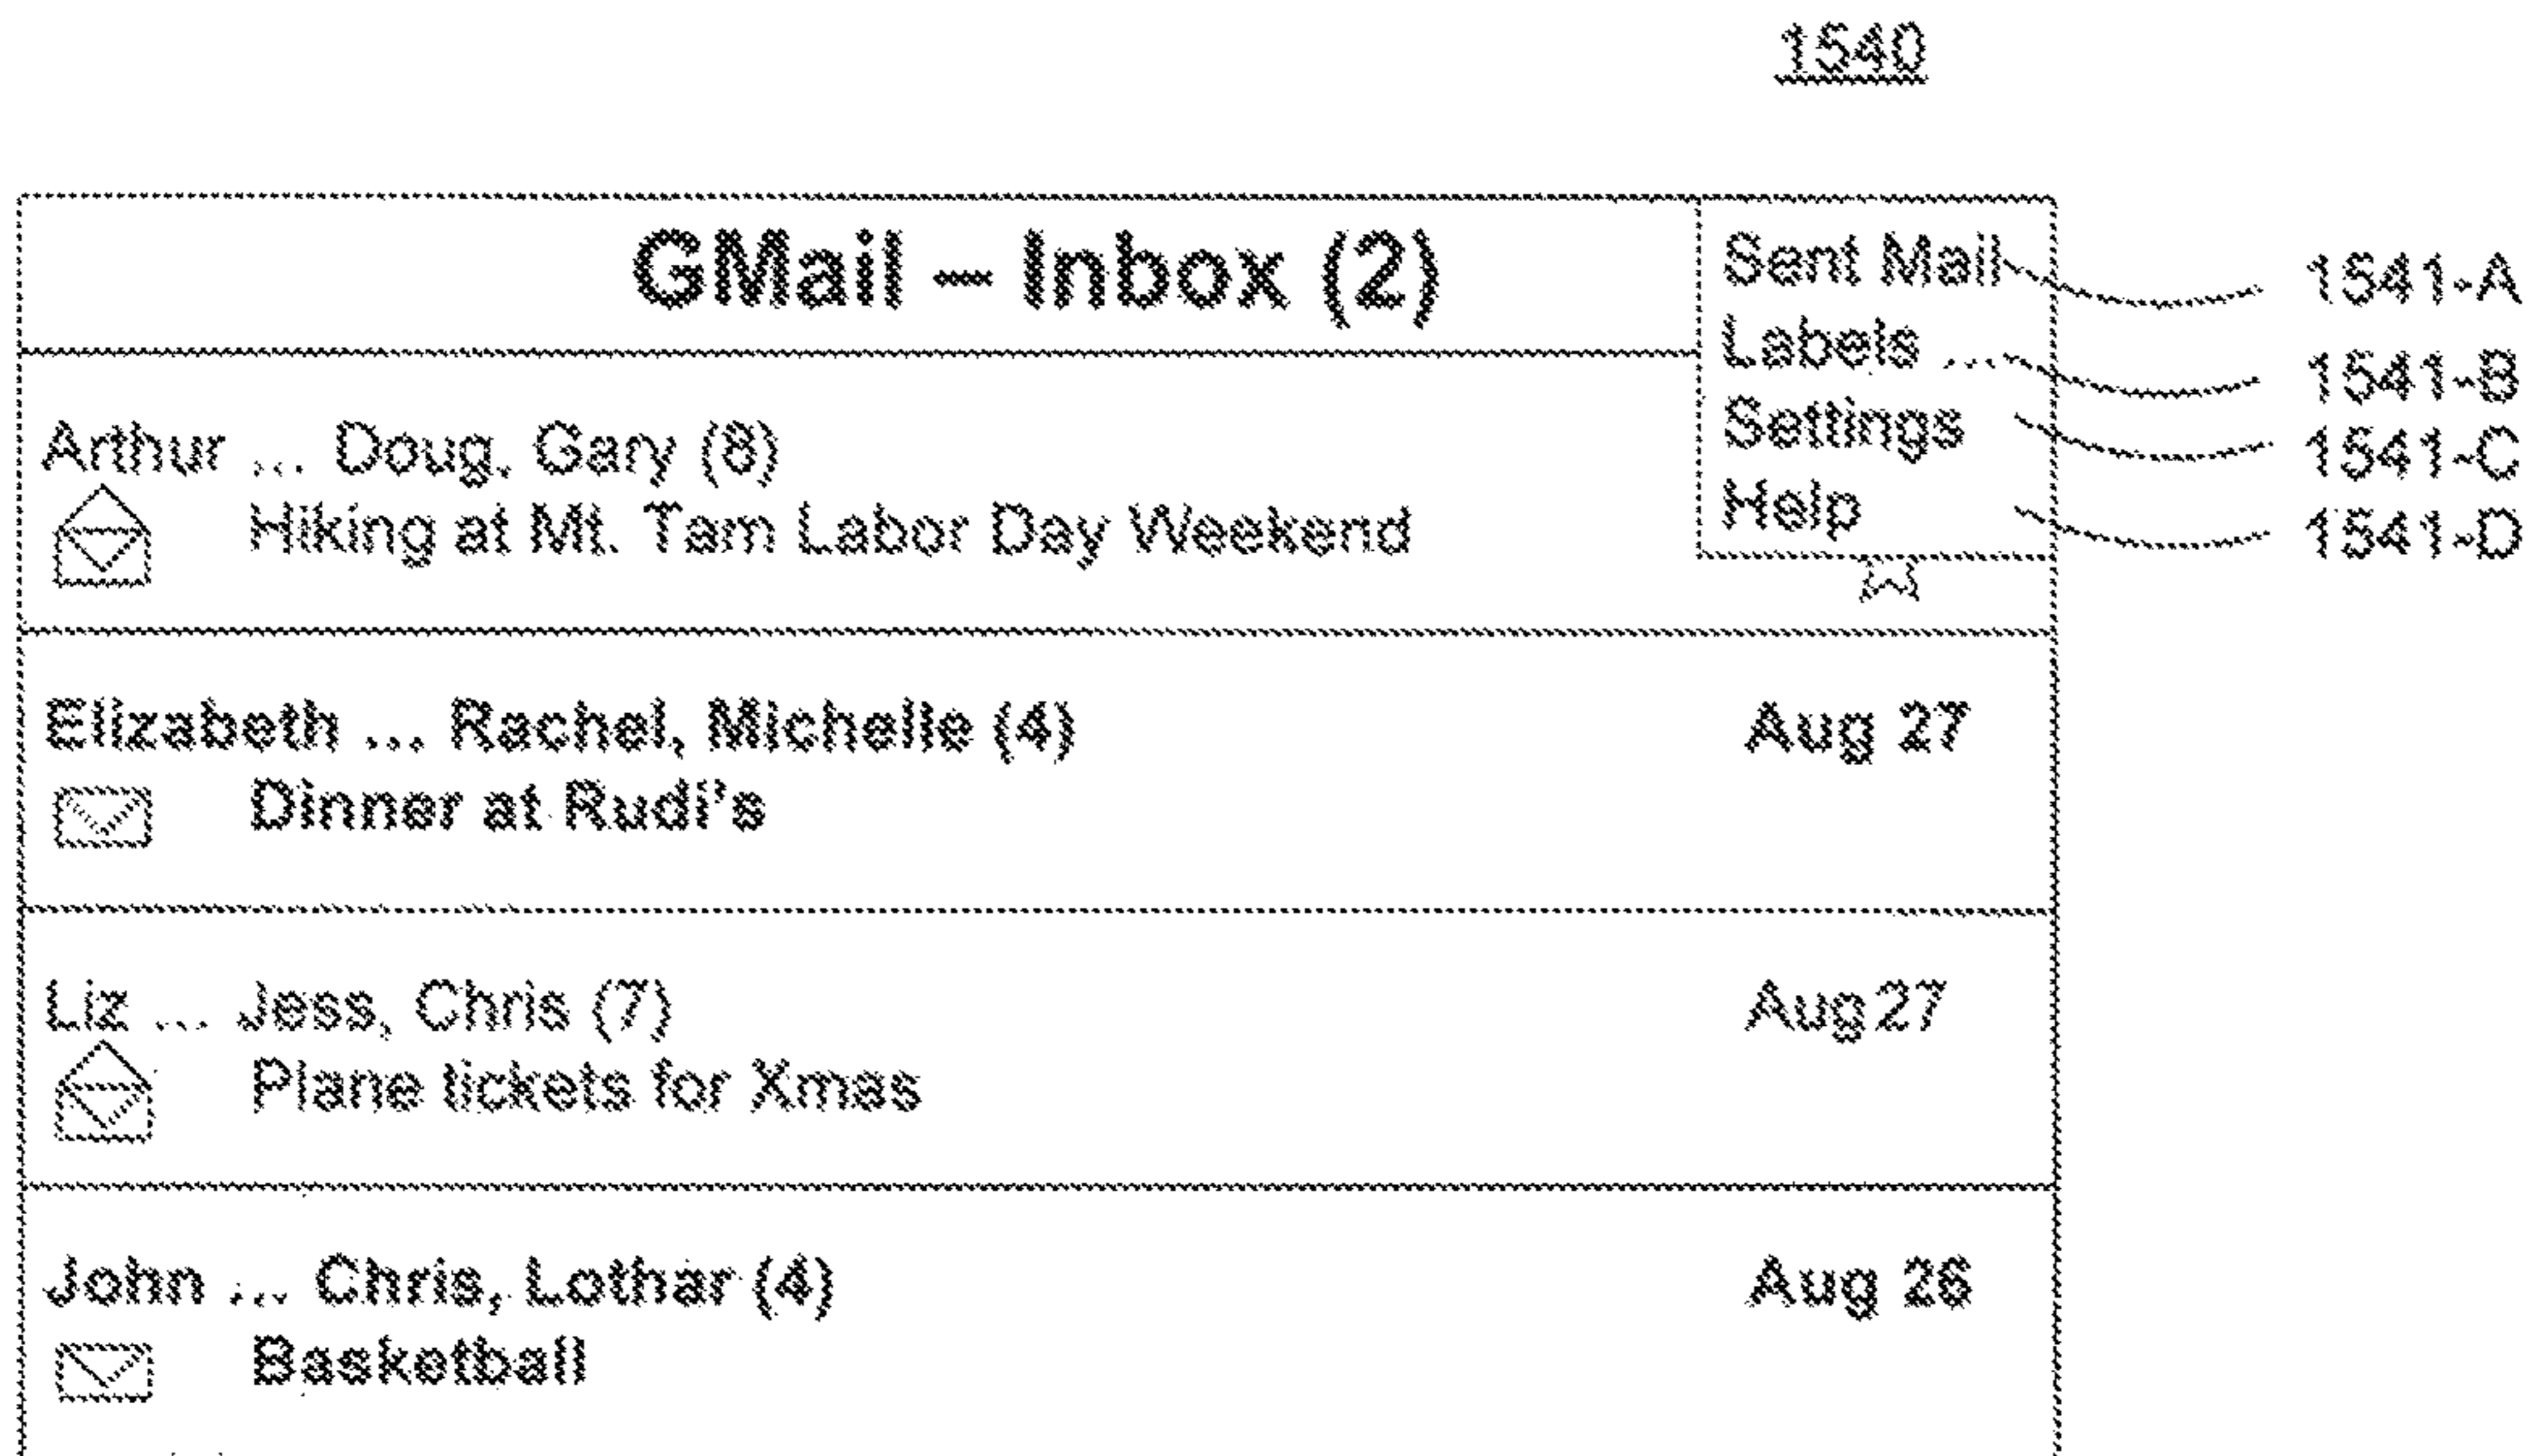 1540
GMail – Inbox (2)
Sent Mail 1541-A
Labels ... 1541-B
Settings 1541-C
Help 1541-D
Arthur ... Doug, Gary (8)
Hiking at Mt. Tam Labor Day Weekend
Elizabeth ... Rachel, Michelle (4) Aug 27
Dinner at Rudi's
Liz ... Jess, Chris (7) Aug 27
Plane tickets for Xmas
John ... Chris, Lothar (4) Aug 26
Basketball